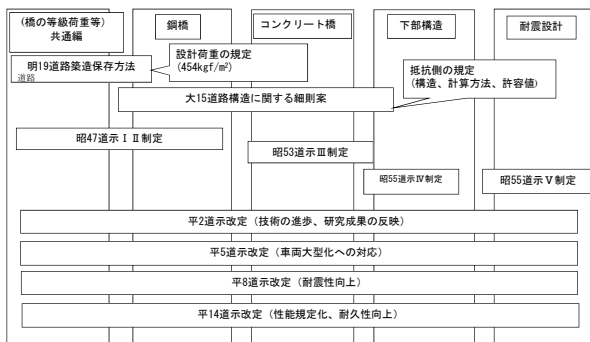 (橋の等級荷重等)
共通編
鋼橋
コンクリート橋
下部構造
耐震設計
明19道路築造保存方法
道路
設計荷重の規定
(454kgf/m²)
抵抗側の規定
(構造、計算方法、許容値)
大15道路構造に関する細則案
昭47道示ⅠⅡ制定
昭53道示Ⅲ制定
昭55道示Ⅳ制定
昭55道示Ⅴ制定
平2道示改定(技術の進歩、研究成果の反映)
平5道示改定(車両大型化への対応)
平8道示改定(耐震性向上)
平14道示改定(性能規定化、耐久性向上)